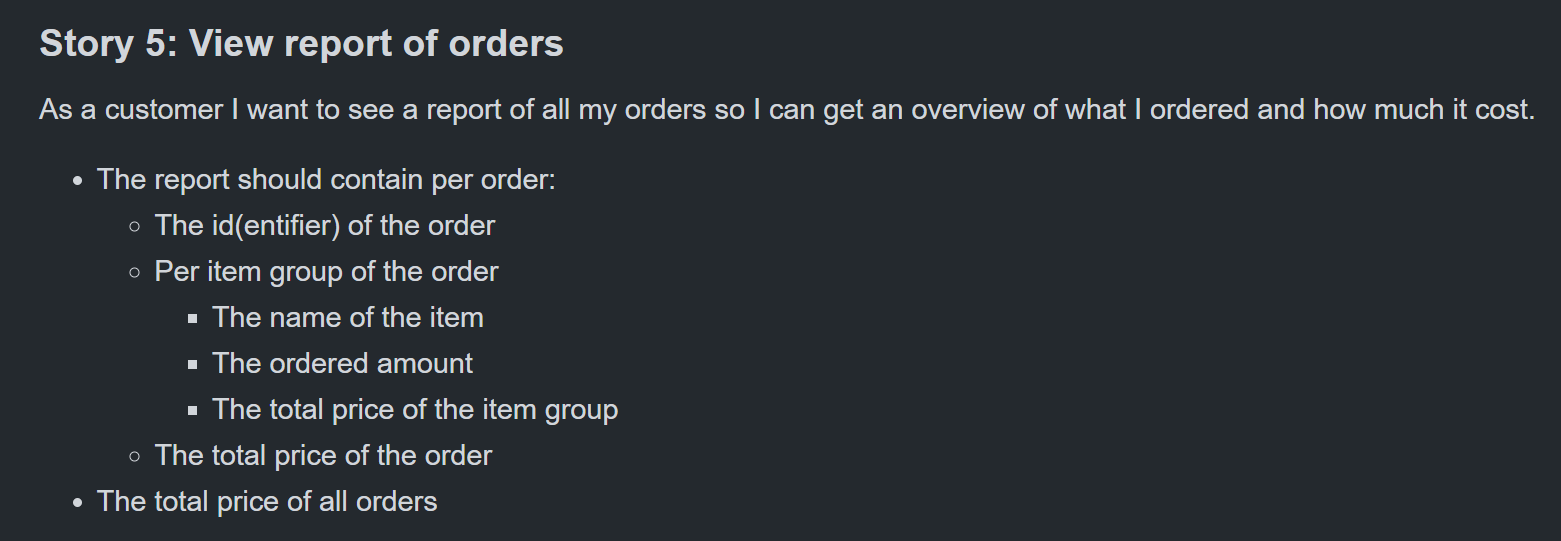 Story 5: View report of orders
As a customer I want to see a report of all my orders so I can get an overview of what I ordered and how much it cost.
The report should contain per order:
The id(entifier) of the order
Per item group of the order
The name of the item
The ordered amount
The total price of the item group
The total price of the order
The total price of all orders